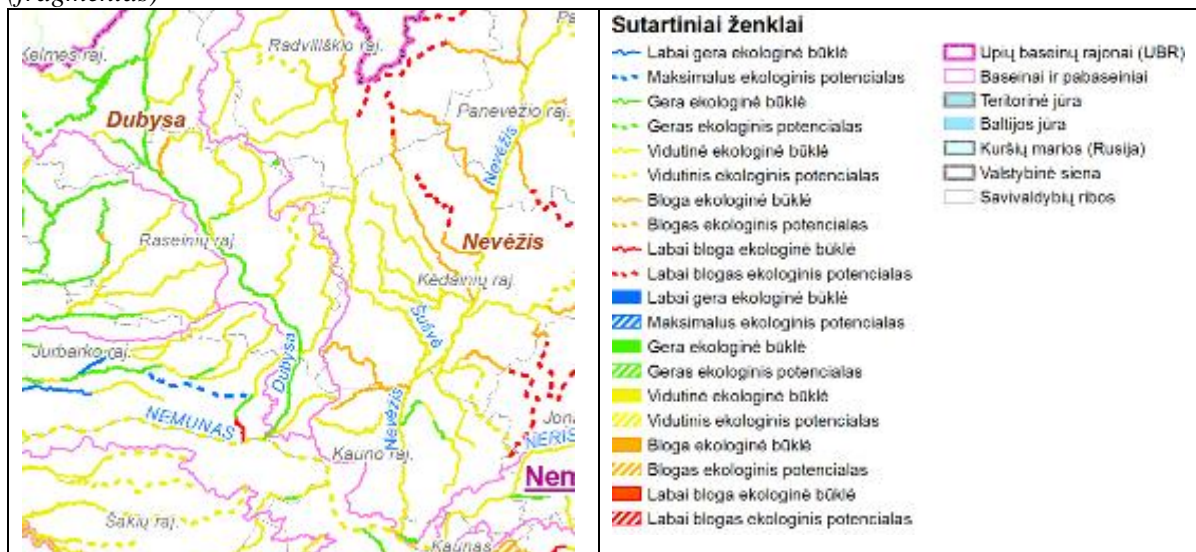 (fragmentas)
Kelmės raj.
Radviliškio raj.
Dubysa
Panevėžio raj.
Nevėžis
Raseinių raj.
Nevėžis
Kėdainių raj.
Šušvė
Jurbarko raj.
Dubysa
NEMUNAS
Nevėžis
NERIS
Kauno raj.
Nem
Šakių raj.
Kaunas
Sutartiniai ženklai
Labai gera ekologinė būklė
Maksimalus ekologinis potencialas
Gera ekologinė būklė
Geras ekologinis potencialas
Vidutinė ekologinė būklė
Vidutinis ekologinis potencialas
Bloga ekologinė būklė
Blogas ekologinis potencialas
Labai bloga ekologinė būklė
Labai blogas ekologinis potencialas
Labai gera ekologinė būklė
Maksimalus ekologinis potencialas
Gera ekologinė būklė
Geras ekologinis potencialas
Vidutinė ekologinė būklė
Vidutinis ekologinis potencialas
Bloga ekologinė būklė
Blogas ekologinis potencialas
Labai bloga ekologinė būklė
Labai blogas ekologinis potencialas
Upių baseinų rajonai (UBR)
Baseinai ir pabaseiniai
Teritorinė jūra
Baltijos jūra
Kuršių marios (Rusija)
Valstybinė siena
Savivaldybių ribos